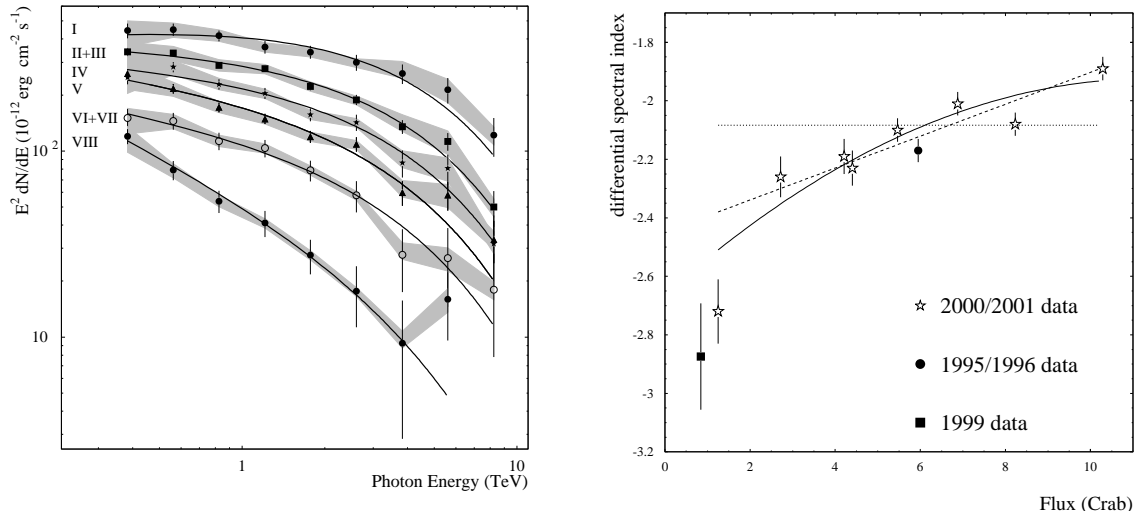 E² dN/dE (10⁻¹² erg cm⁻² s⁻¹)
I
II+III
IV
V
VI+VII
VIII
10²
10
1
10
Photon Energy (TeV)
differential spectral index
-1.8
-2
-2.2
-2.4
-2.6
-2.8
-3
-3.2
0
2
4
6
8
10
2000/2001 data
1995/1996 data
1999 data
Flux (Crab)